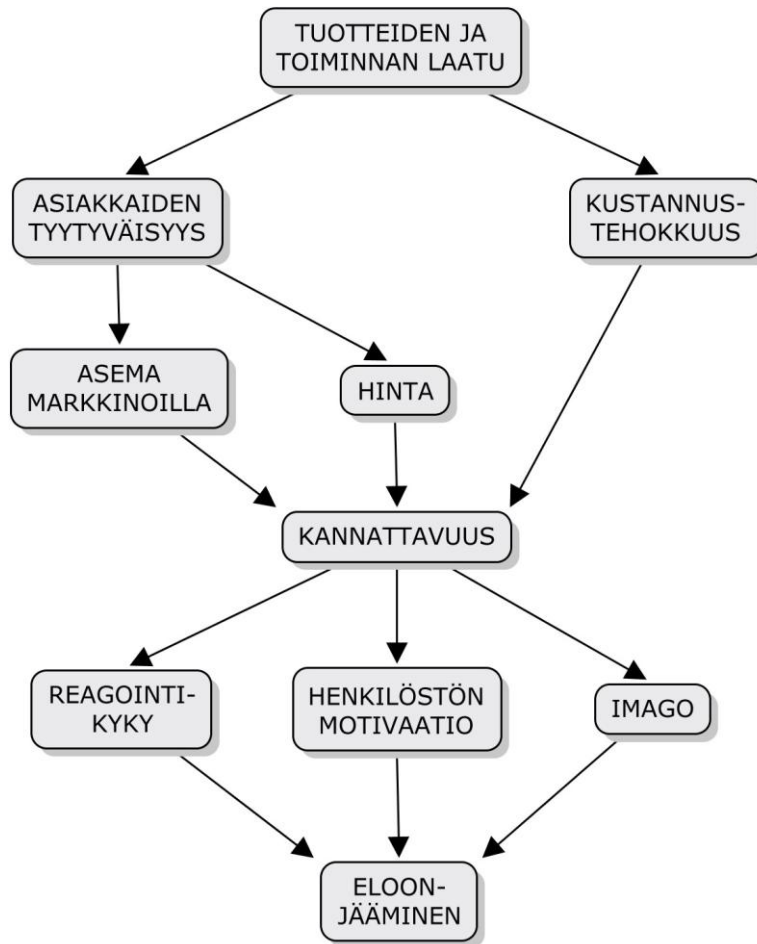 TUOTTEIDEN JA
TOIMINNAN LAATU
ASIAKKAIDEN
TYYTYVÄISYYS
KUSTANNUS-
TEHOKKUUS
ASEMA
MARKKINOILLA
HINTA
KANNATTAVUUS
REAGOINTI-
KYKY
HENKILÖSTÖN
MOTIVAATIO
IMAGO
ELOON-
JÄÄMINEN